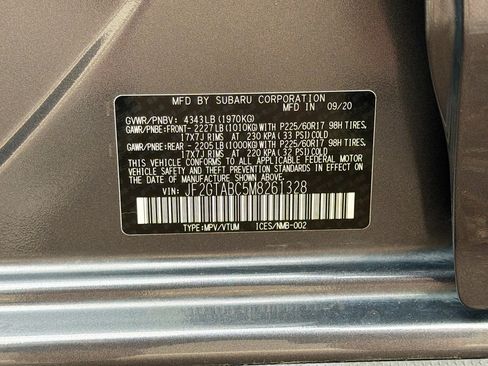 MFD BY SUBARU CORPORATION
MFD IN 09/20
GVWR/PNBV: 4343LB (1970KG)
GAWR/PNBE:FRONT- 2227LB (1010KG)WITH P225/60R17 98H TIRES,
17X7J RIMS AT 230 KPA (33 PSI)COLD
GAWR/PNBE:REAR - 2205LB (1000KG)WITH P225/60R17 98H TIRES,
17X7J RIMS AT 220 KPA (32 PSI)COLD
THIS VEHICLE CONFORMS TO ALL APPLICABLE FEDERAL MOTOR
VEHICLE SAFETY STANDARDS IN EFFECT ON THE DATE OF
MANUFACTURE SHOWN ABOVE.
VIN: JF2GTABC5M8261328
TYPE:MPV/VTUM ICES/NMB-002